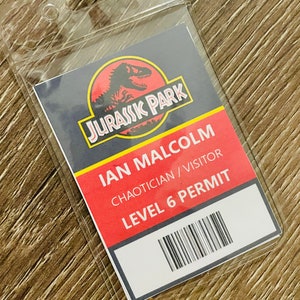 JURASSIC PARK
IAN MALCOLM
CHAOTICIAN / VISITOR
LEVEL 6 PERMIT